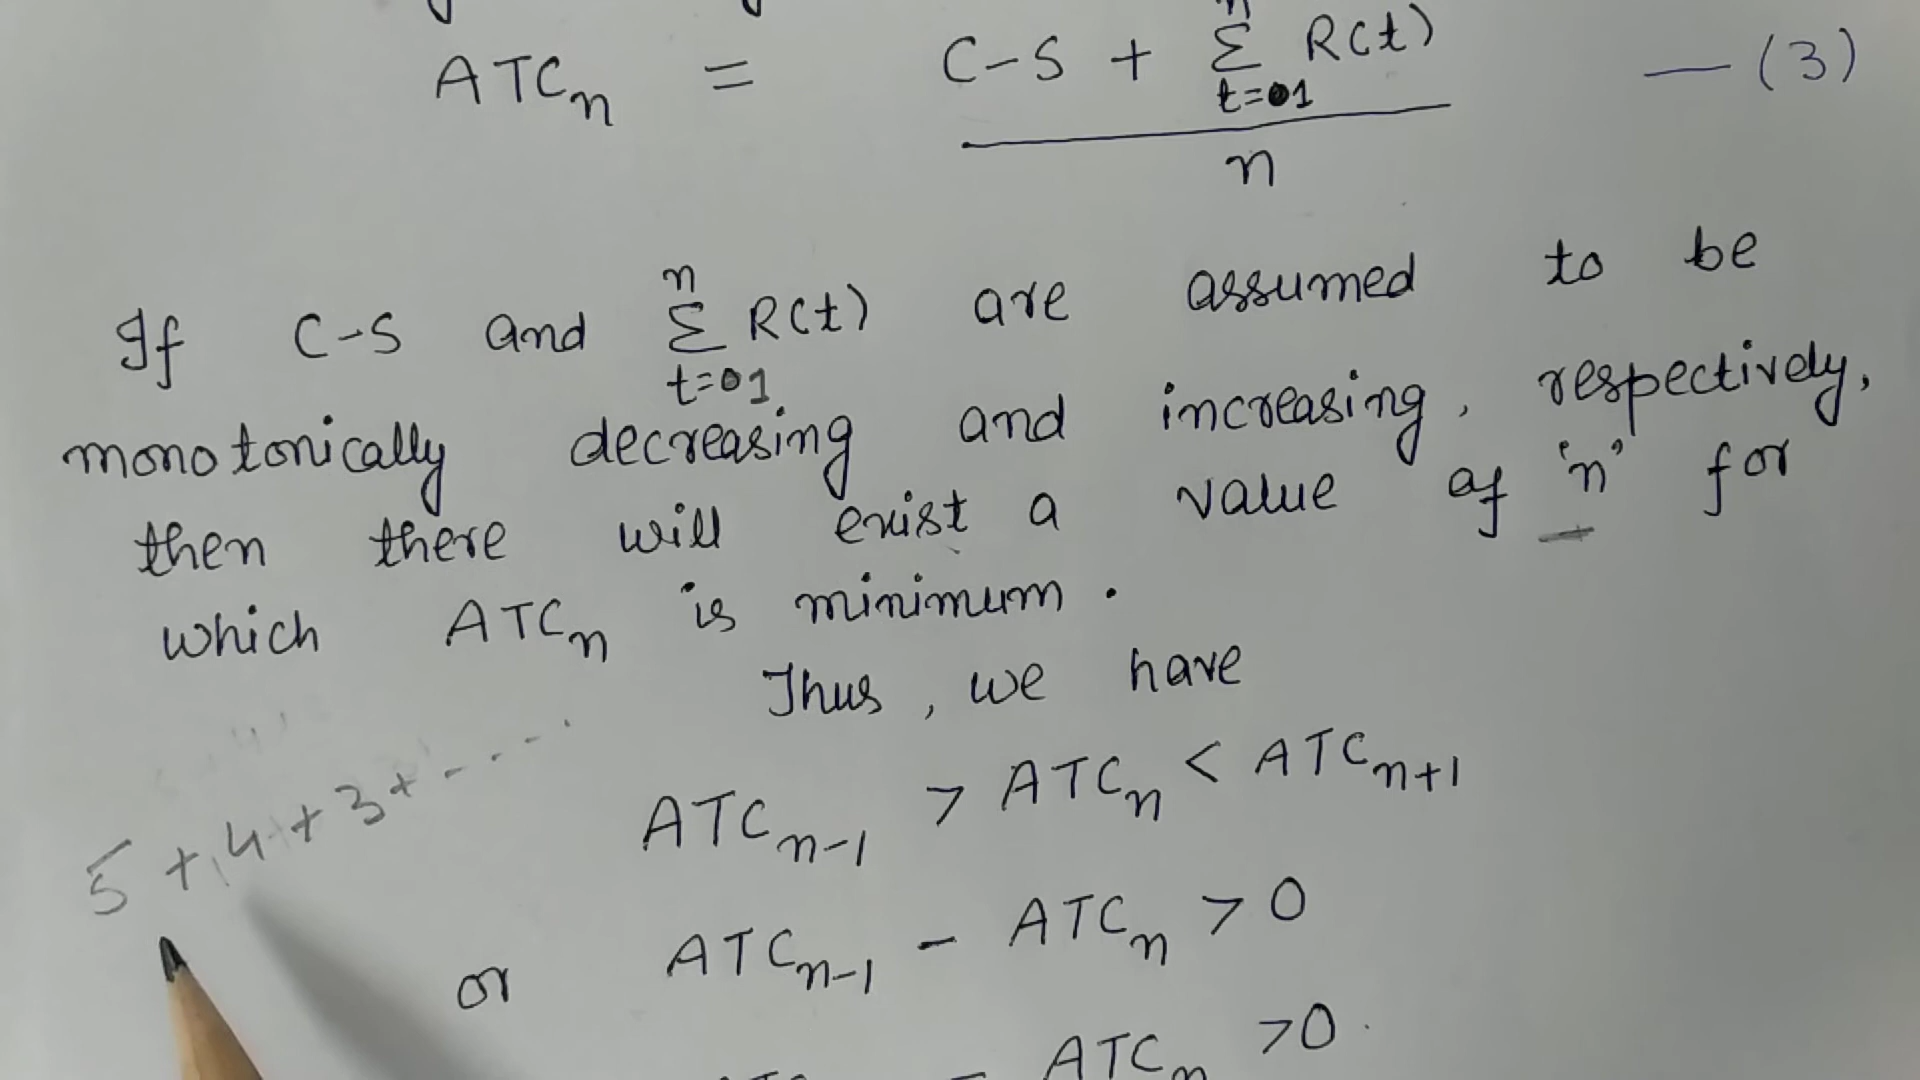 ATCn = C-S + n Σ t=01 R(t) / n — (3)
If C-S and n Σ t=01 R(t) are assumed to be
monotonically decreasing and increasing, respectively,
then there will exist a value of 'n' for
which ATCn is minimum.
Thus, we have
ATCn-1 > ATCn < ATCn+1
5 + 4 + 3 + - - - -
or ATCn-1 - ATCn > 0
- ATCn >0